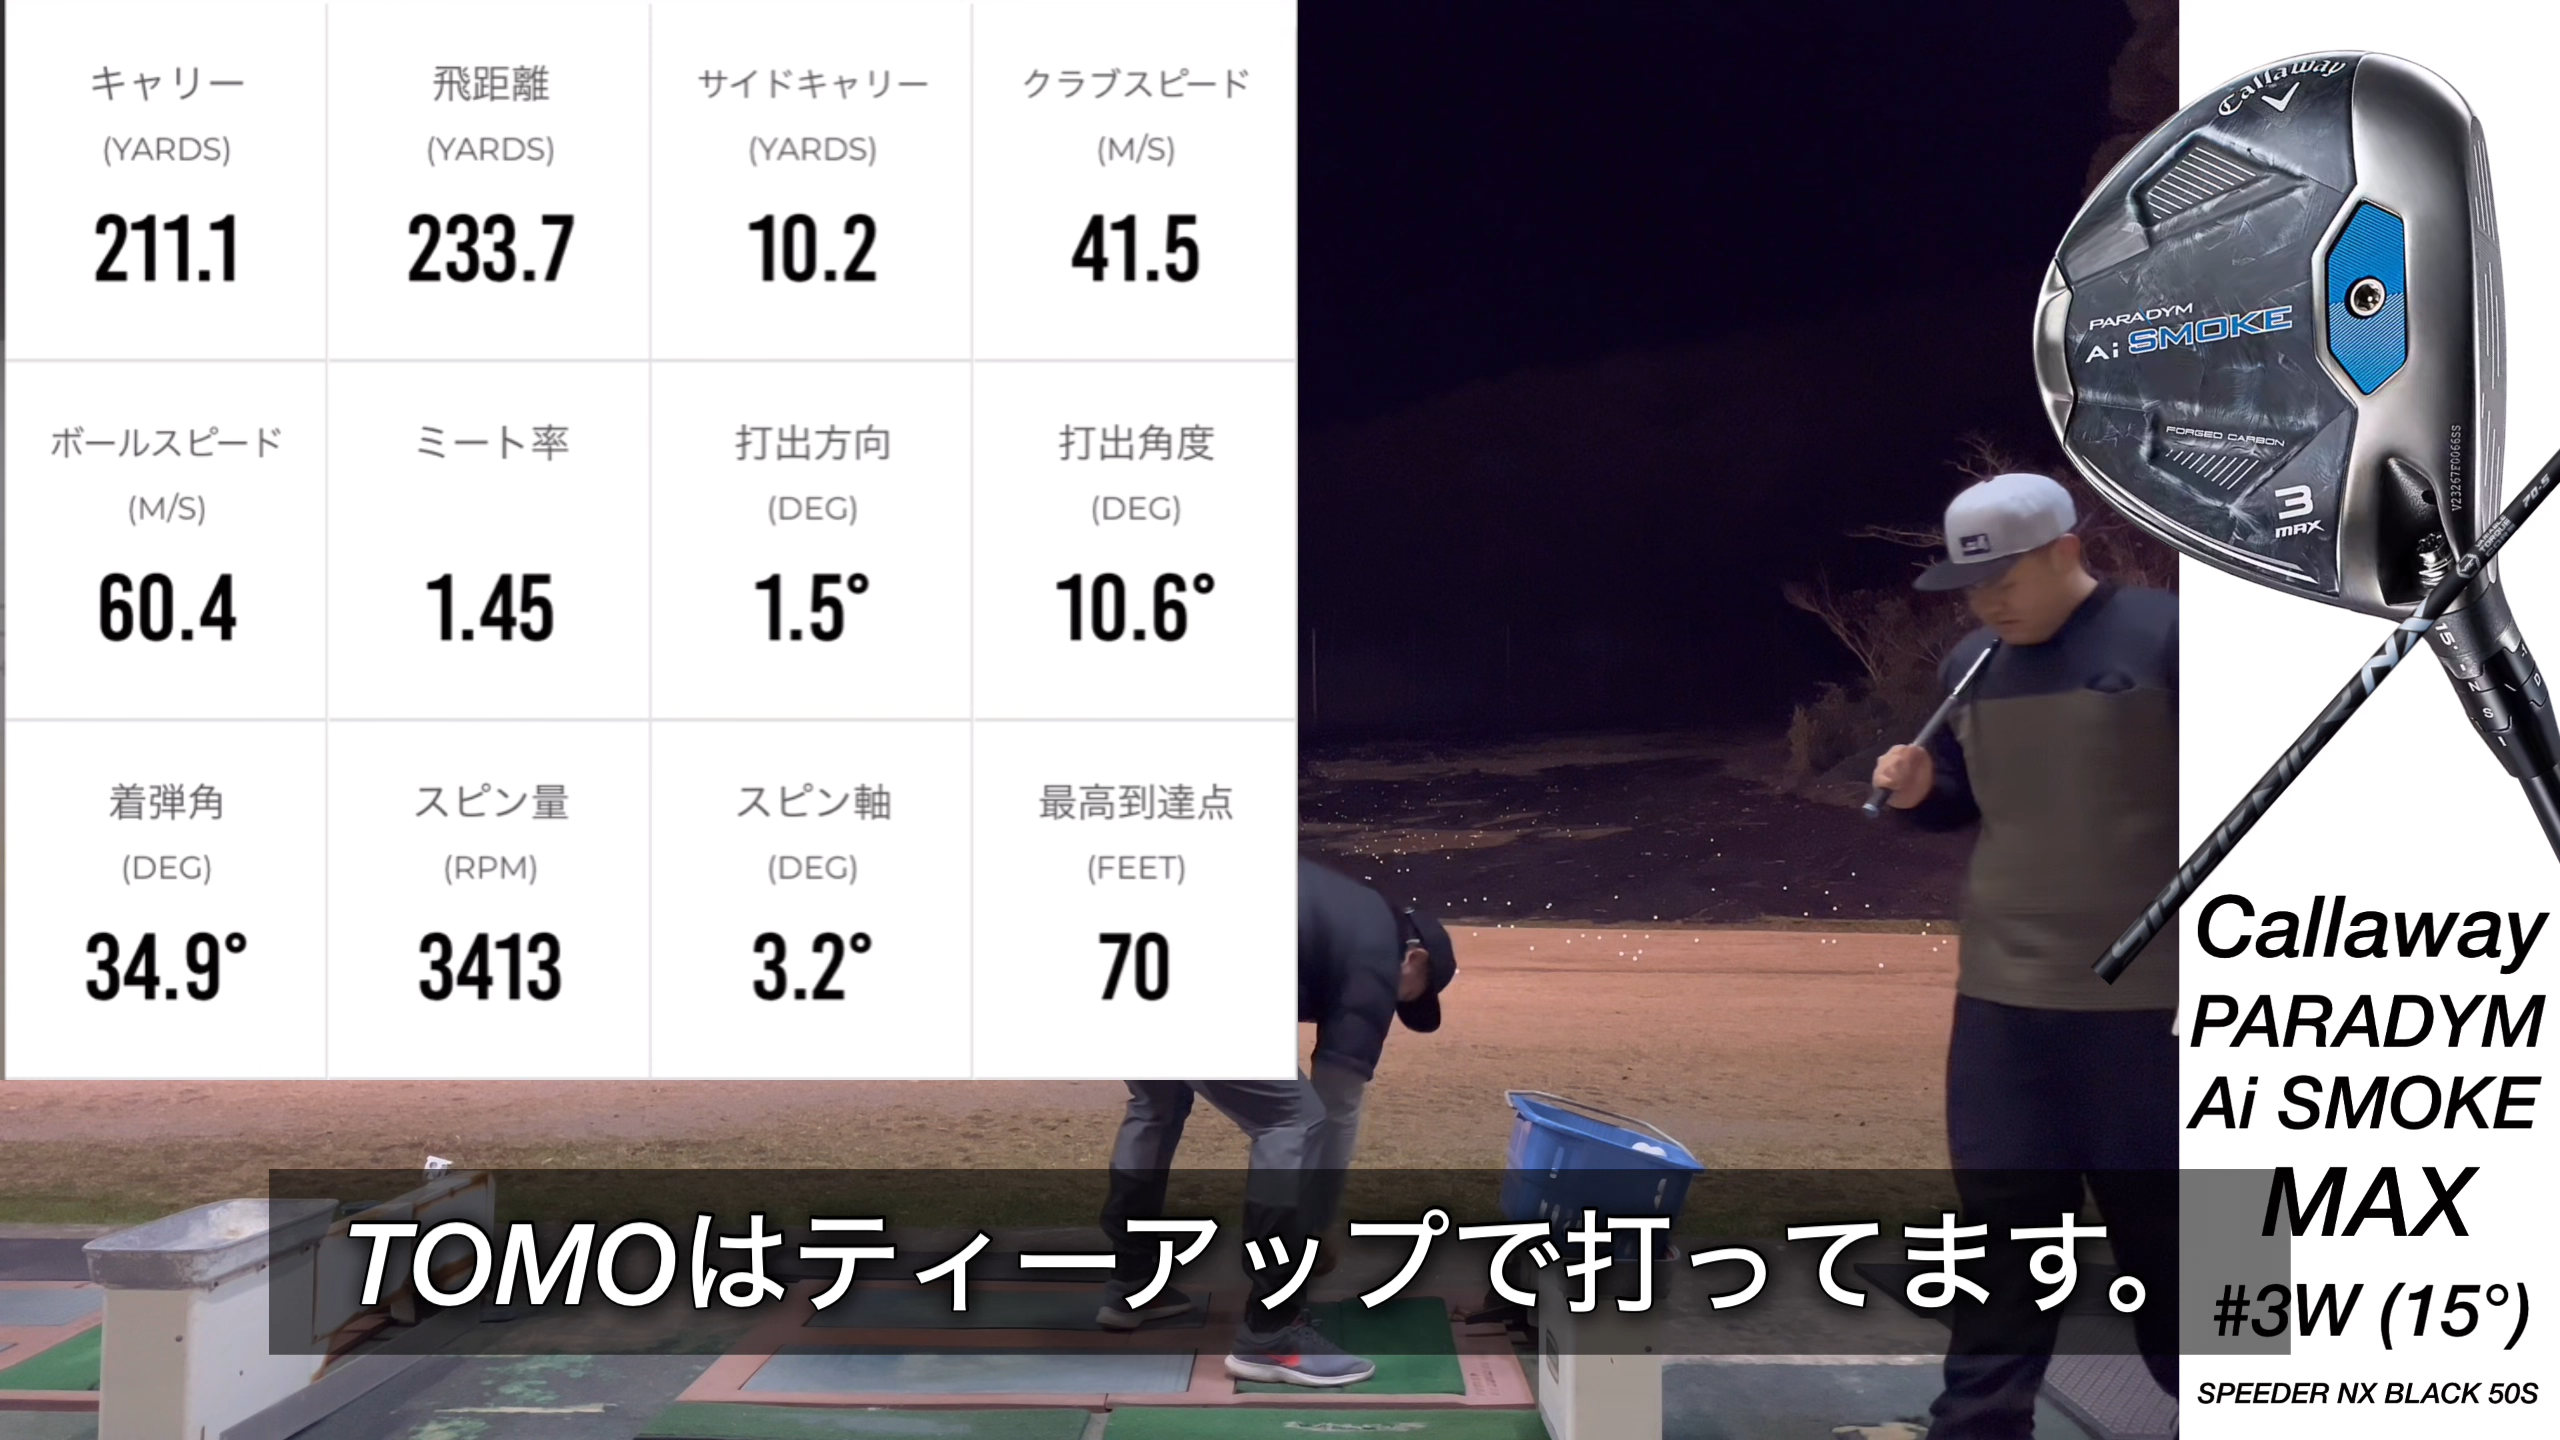 キャリー
(YARDS)
211.1
飛距離
(YARDS)
233.7
サイドキャリー
(YARDS)
10.2
クラブスピード
(M/S)
41.5
ボールスピード
(M/S)
60.4
ミート率
1.45
打出方向
(DEG)
1.5°
打出角度
(DEG)
10.6°
着弾角
(DEG)
34.9°
スピン量
(RPM)
3413
スピン軸
(DEG)
3.2°
最高到達点
(FEET)
70
Callaway
PARADYM
Ai SMOKE
FORGED CARBON
3
MAX
V23267F0066SS
15°
N
S
D
70-S
Callaway
PARADYM
Ai SMOKE
MAX
#3W (15°)
SPEEDER NX BLACK 50S
TOMOはティーアップで打ってます。